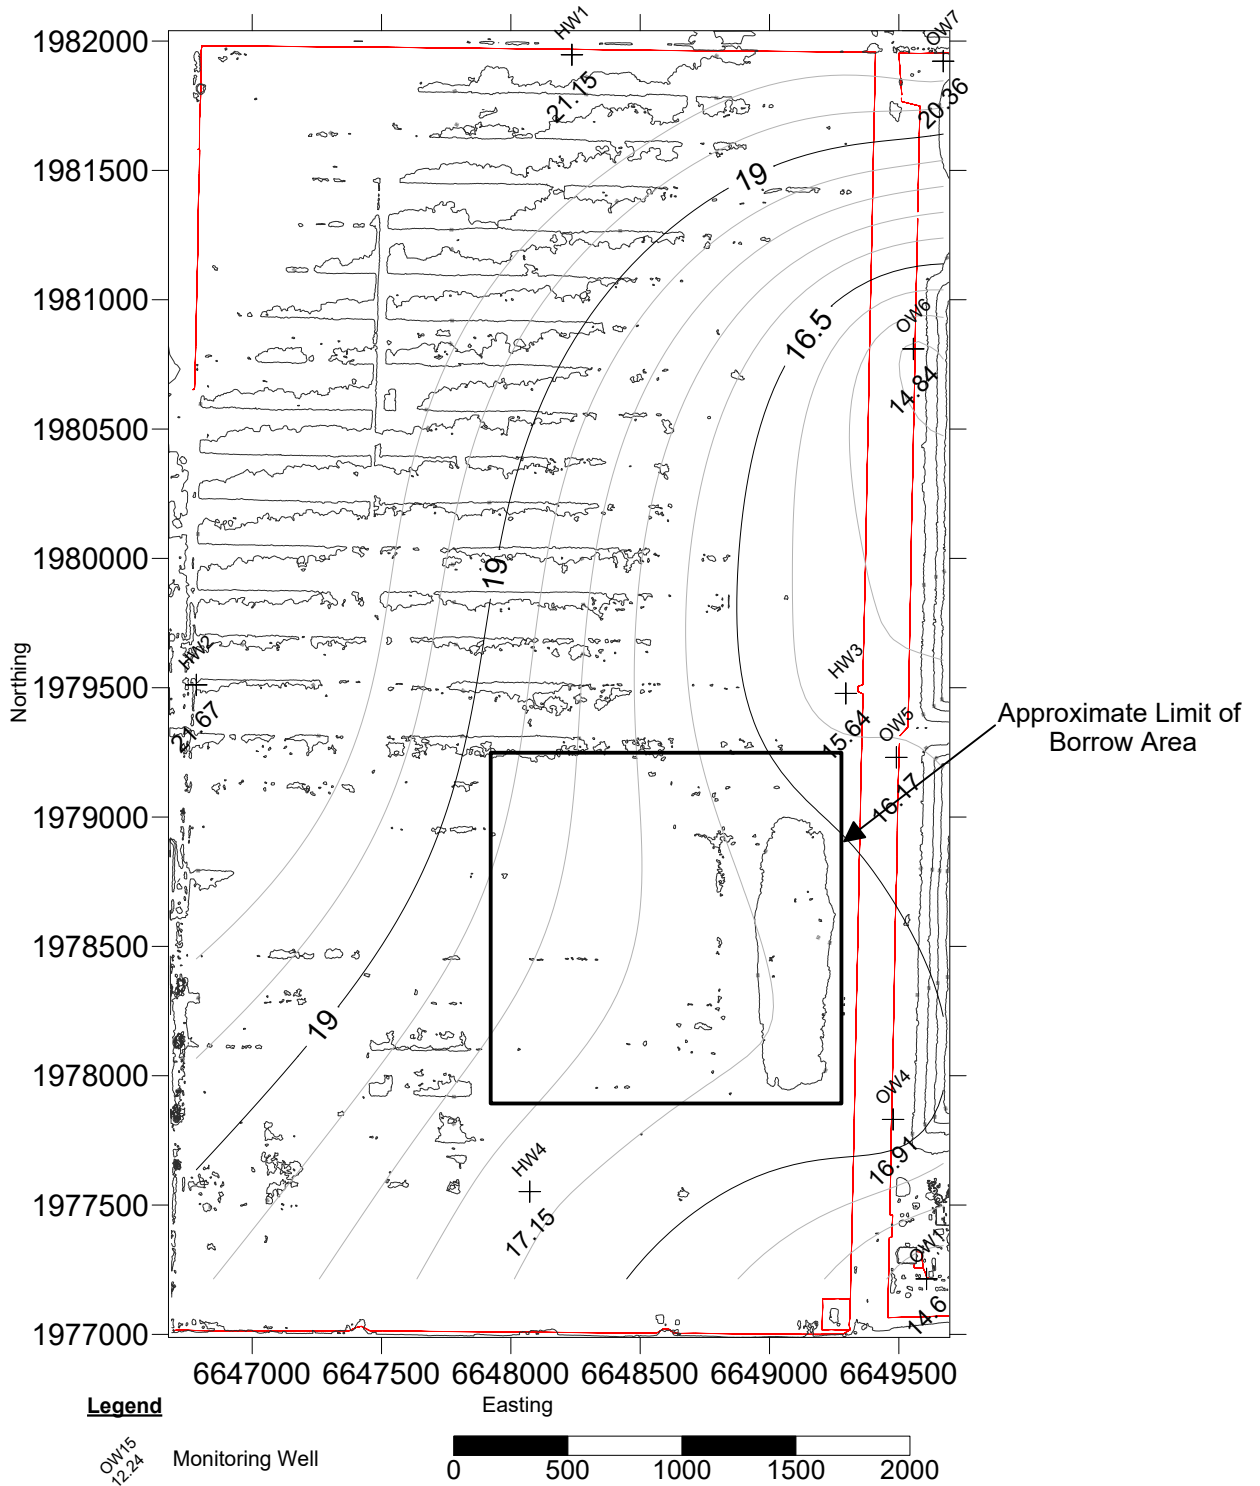 HW1
OW7
1982000
21.15
20.36
1981500
19
1981000
16.5
OW6
14.84
1980500
1980000
19
Northing
HW2
21.67
1979500
HW3
15.64
OW5
16.17
Approximate Limit of
Borrow Area
1979000
1978500
19
1978000
OW4
16.91
HW4
17.15
1977500
OW1
14.6
1977000
6647000 6647500 6648000 6648500 6649000 6649500
Easting
Legend
OW15
12.24
Monitoring Well
0 500 1000 1500 2000